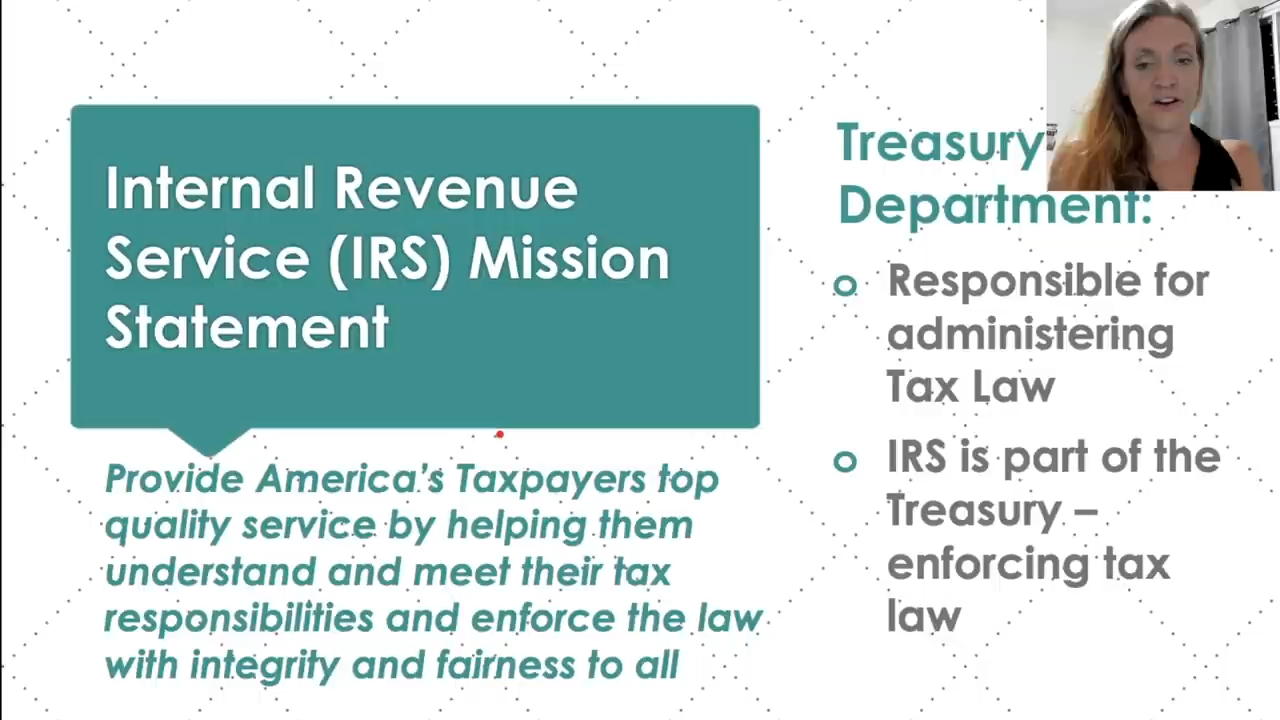 Internal Revenue
Service (IRS) Mission
Statement
Provide America's Taxpayers top
quality service by helping them
understand and meet their tax
responsibilities and enforce the law
with integrity and fairness to all
Treasury
Department:
o Responsible for
administering
Tax Law
o IRS is part of the
Treasury –
enforcing tax
law